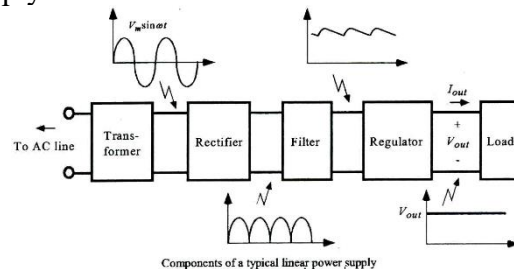 pply
V_m sinωt
I_out
To AC line
Trans-
former
Rectifier
Filter
Regulator
+
V_out
-
Load
V_out
Components of a typical linear power supply